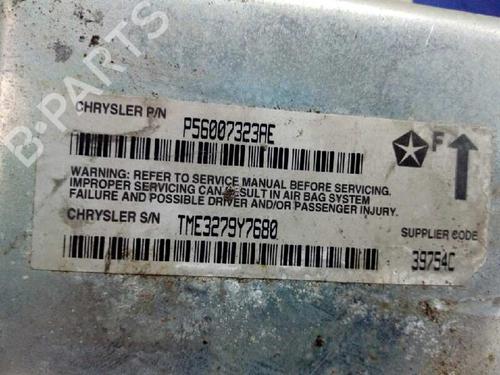 B-PARTS
CHRYSLER P/N
P56007323AE
F
WARNING: REFER TO SERVICE MANUAL BEFORE SERVICING.
IMPROPER SERVICING CAN RESULT IN AIR BAG SYSTEM
FAILURE AND POSSIBLE DRIVER AND/OR PASSENGER INJURY.
CHRYSLER S/N
TME3279Y7680
SUPPLIER CODE
39754C